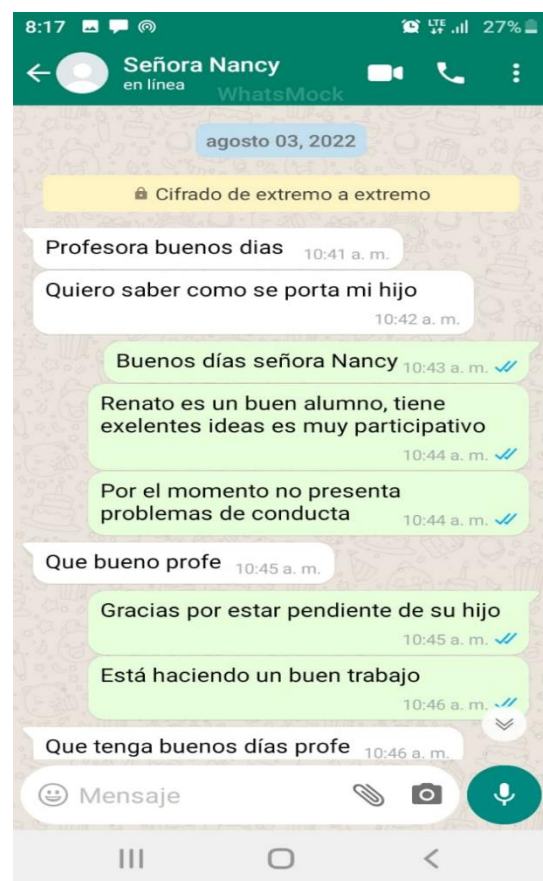 8:17 LTE 27%
Señora Nancy
en línea
WhatsMock
agosto 03, 2022
Cifrado de extremo a extremo
Profesora buenos dias 10:41 a. m.
Quiero saber como se porta mi hijo
10:42 a. m.
Buenos días señora Nancy 10:43 a. m.
Renato es un buen alumno, tiene
exelentes ideas es muy participativo
10:44 a. m.
Por el momento no presenta
problemas de conducta 10:44 a. m.
Que bueno profe 10:45 a. m.
Gracias por estar pendiente de su hijo
10:45 a. m.
Está haciendo un buen trabajo
10:46 a. m.
Que tenga buenos días profe 10:46 a. m.
Mensaje